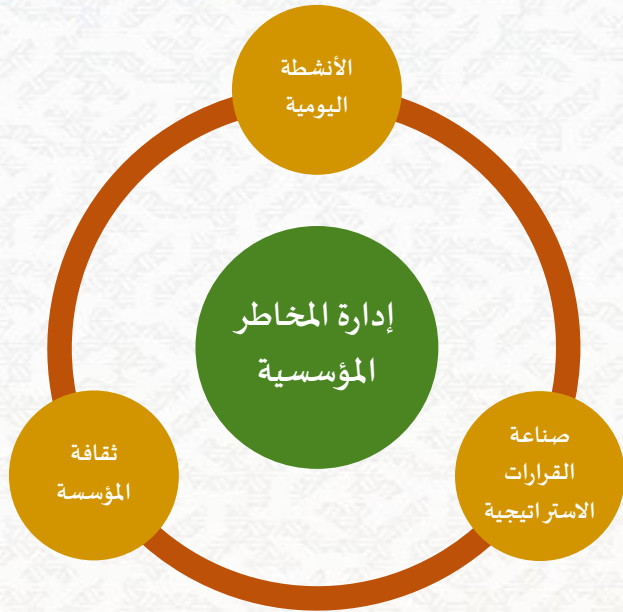 الأنشطة
اليومية
إدارة المخاطر
المؤسسية
صناعة
القرارات
الاستراتيجية
ثقافة
المؤسسة